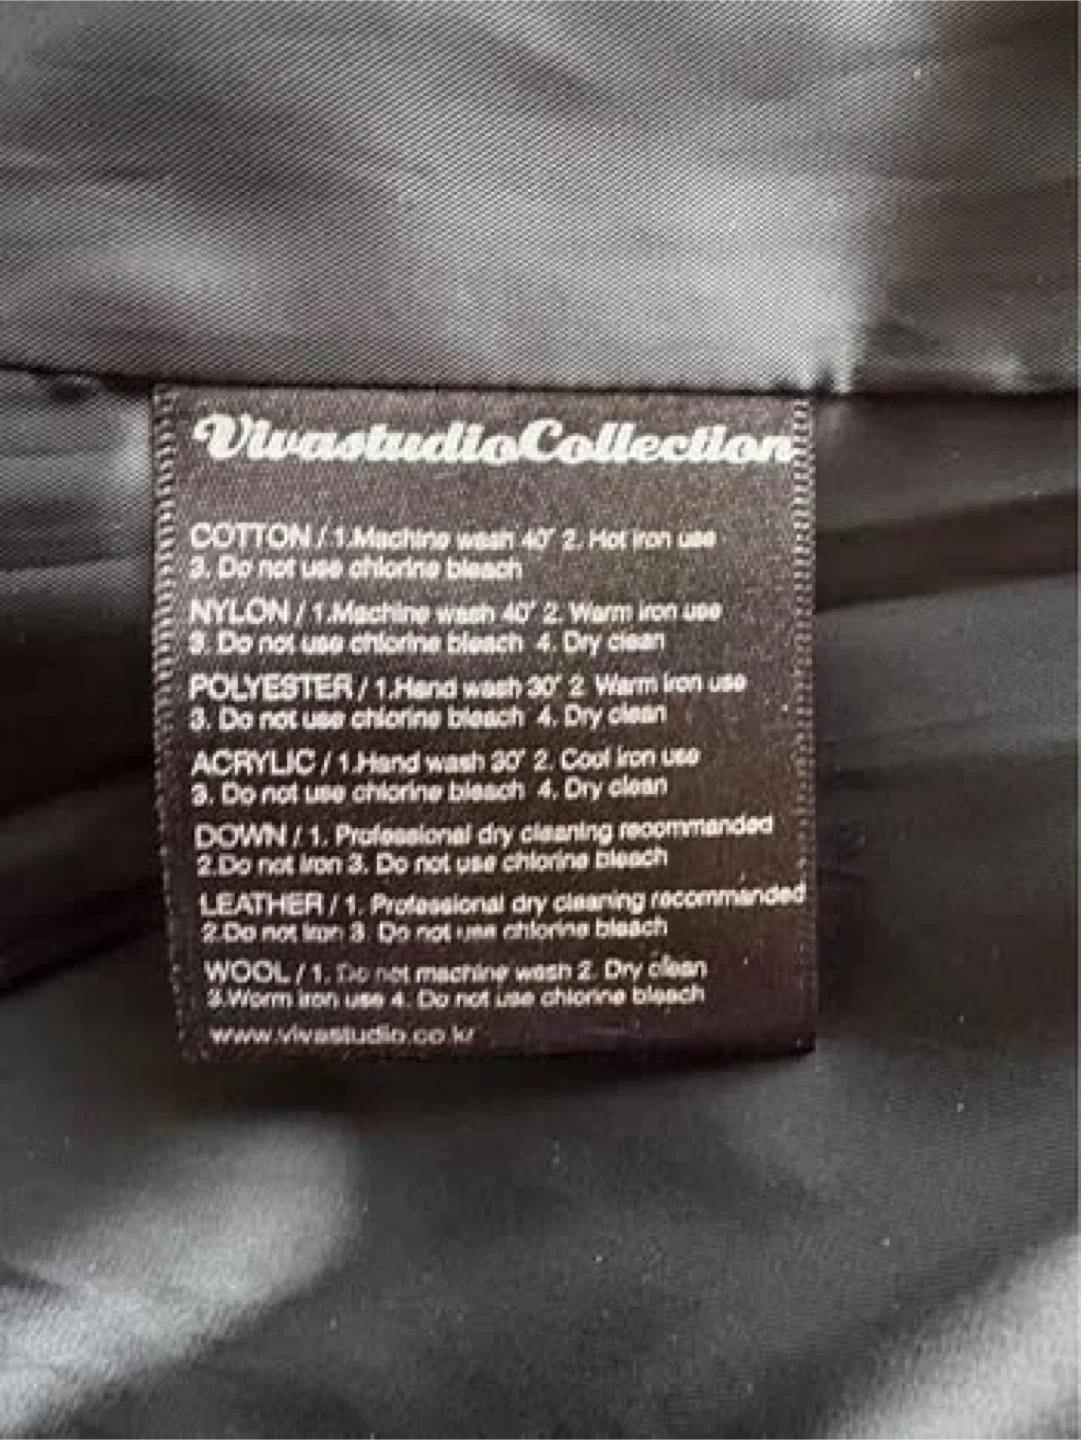 VivastudioCollection
COTTON / 1.Machine wash 40° 2. Hot iron use
3. Do not use chlorine bleach
NYLON / 1.Machine wash 40° 2. Warm iron use
3. Do not use chlorine bleach 4. Dry clean
POLYESTER / 1.Hand wash 30° 2 Warm iron use
3. Do not use chlorine bleach 4. Dry clean
ACRYLIC / 1.Hand wash 30° 2. Cool iron use
3. Do not use chlorine bleach 4. Dry clean
DOWN / 1. Professional dry cleaning recommanded
2.Do not iron 3. Do not use chlorine bleach
LEATHER / 1. Professional dry cleaning recommanded
2.Do not iron 3. Do not use chlorine bleach
WOOL / 1. Do not machine wash 2. Dry clean
3.Worm iron use 4. Do not use chlorine bleach
www.vivastudio.co.kr